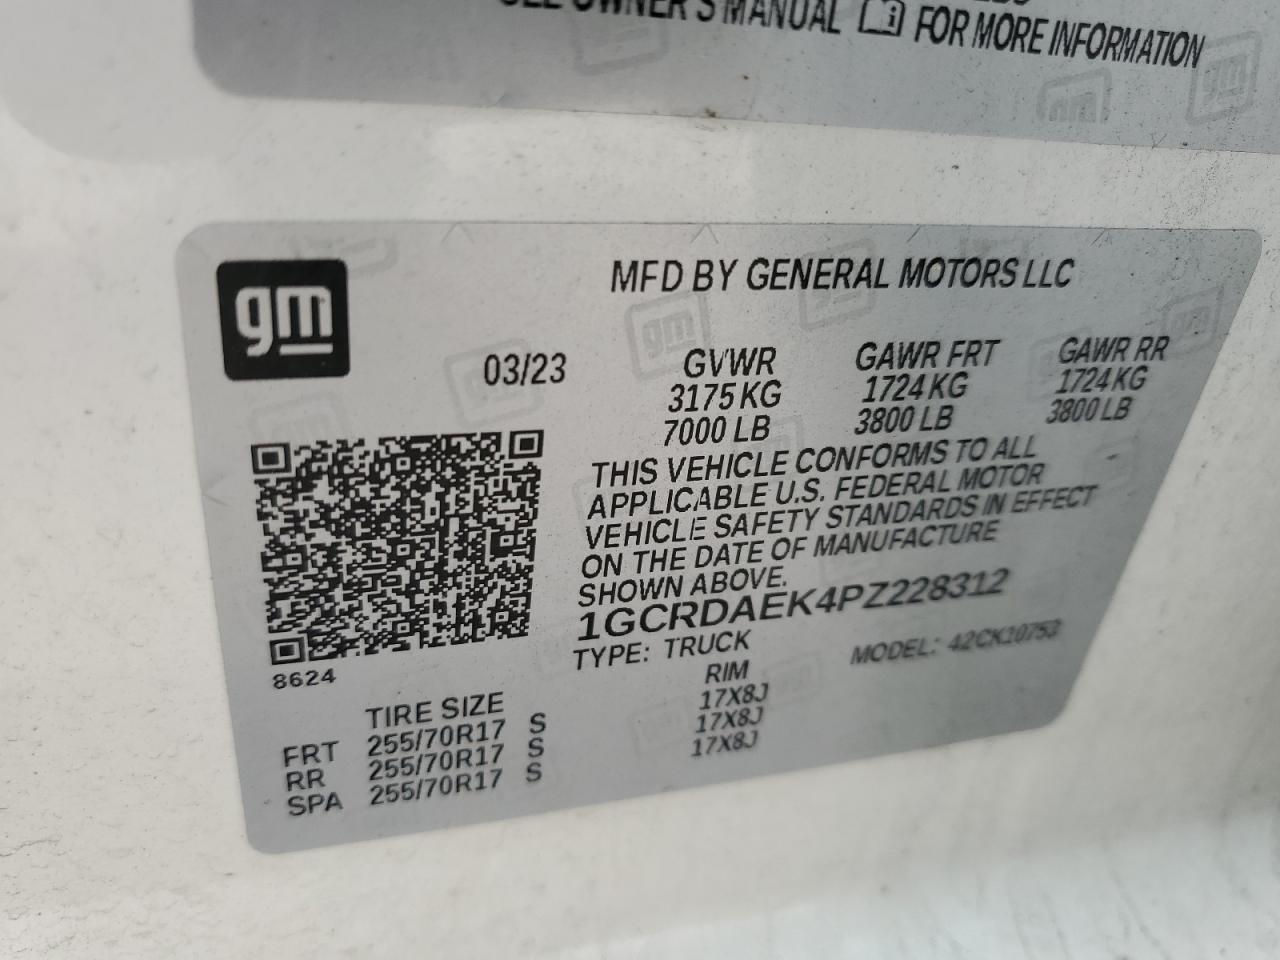 OWNER'S MANUAL FOR MORE INFORMATION
gm
MFD BY GENERAL MOTORS LLC
03/23 GVWR GAWR FRT GAWR RR
3175 KG 1724 KG 1724 KG
7000 LB 3800 LB 3800 LB
THIS VEHICLE CONFORMS TO ALL
APPLICABLE U.S. FEDERAL MOTOR
VEHICLE SAFETY STANDARDS IN EFFECT
ON THE DATE OF MANUFACTURE
SHOWN ABOVE.
1GCRDAEK4PZ228312
TYPE: TRUCK MODEL: 42CK10753
8624
TIRE SIZE RIM
FRT 255/70R17 S 17X8J
RR 255/70R17 S 17X8J
SPA 255/70R17 S 17X8J